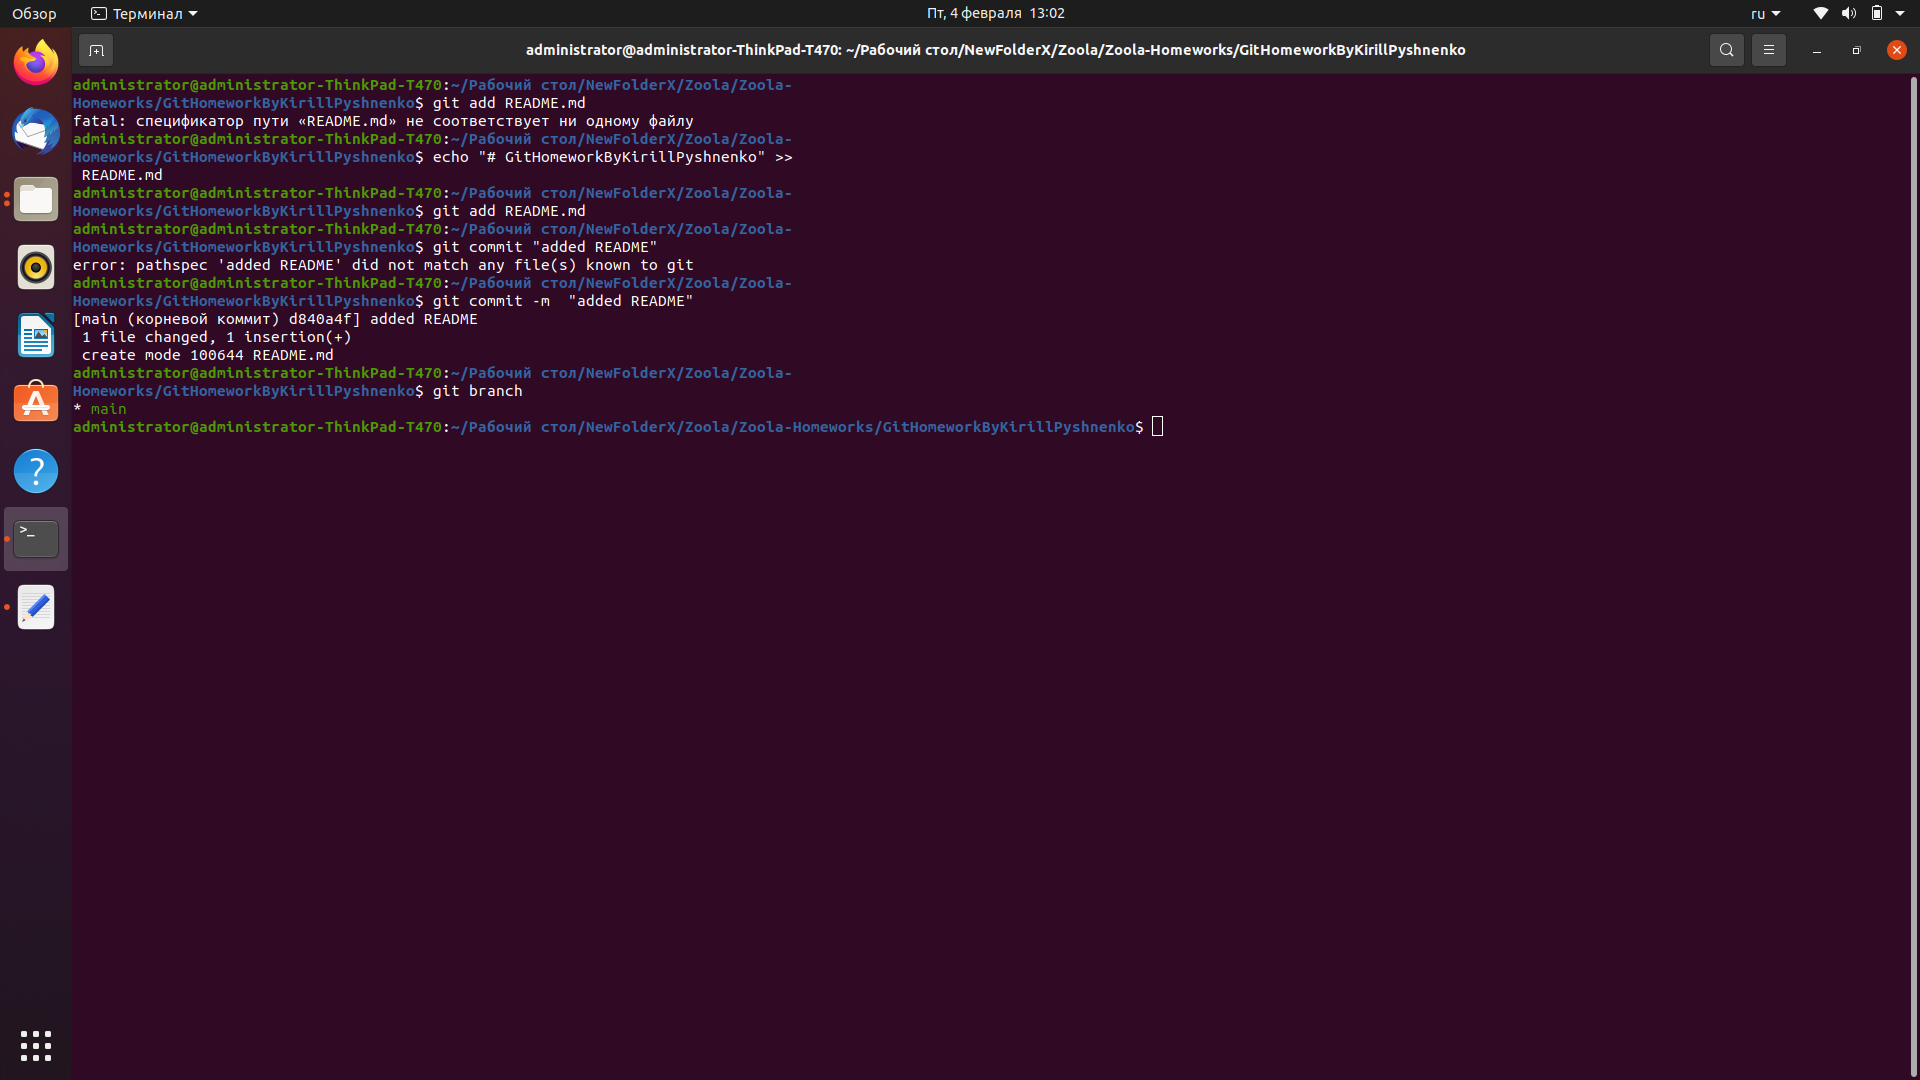 Обзор Терминал Пт, 4 февраля 13:02 ru
administrator@administrator-ThinkPad-T470: ~/Рабочий стол/NewFolderX/Zoola/Zoola-Homeworks/GitHomeworkByKirillPyshnenko
administrator@administrator-ThinkPad-T470:~/Рабочий стол/NewFolderX/Zoola/Zoola-
Homeworks/GitHomeworkByKirillPyshnenko$ git add README.md
fatal: спецификатор пути «README.md» не соответствует ни одному файлу
administrator@administrator-ThinkPad-T470:~/Рабочий стол/NewFolderX/Zoola/Zoola-
Homeworks/GitHomeworkByKirillPyshnenko$ echo "# GitHomeworkByKirillPyshnenko" >>
 README.md
administrator@administrator-ThinkPad-T470:~/Рабочий стол/NewFolderX/Zoola/Zoola-
Homeworks/GitHomeworkByKirillPyshnenko$ git add README.md
administrator@administrator-ThinkPad-T470:~/Рабочий стол/NewFolderX/Zoola/Zoola-
Homeworks/GitHomeworkByKirillPyshnenko$ git commit "added README"
error: pathspec 'added README' did not match any file(s) known to git
administrator@administrator-ThinkPad-T470:~/Рабочий стол/NewFolderX/Zoola/Zoola-
Homeworks/GitHomeworkByKirillPyshnenko$ git commit -m  "added README"
[main (корневой коммит) d840a4f] added README
 1 file changed, 1 insertion(+)
 create mode 100644 README.md
administrator@administrator-ThinkPad-T470:~/Рабочий стол/NewFolderX/Zoola/Zoola-
Homeworks/GitHomeworkByKirillPyshnenko$ git branch
* main
administrator@administrator-ThinkPad-T470:~/Рабочий стол/NewFolderX/Zoola/Zoola-Homeworks/GitHomeworkByKirillPyshnenko$